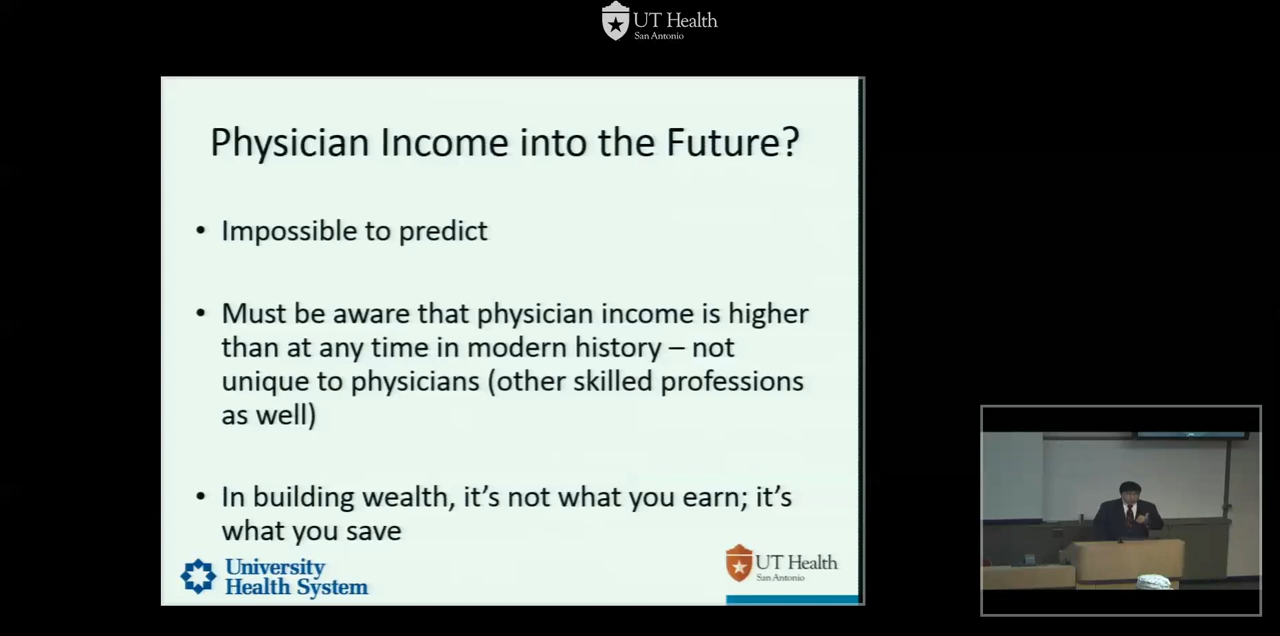 UT Health
San Antonio
Physician Income into the Future?
• Impossible to predict
• Must be aware that physician income is higher
than at any time in modern history – not
unique to physicians (other skilled professions
as well)
• In building wealth, it's not what you earn; it's
what you save
University
Health System
UT Health
San Antonio